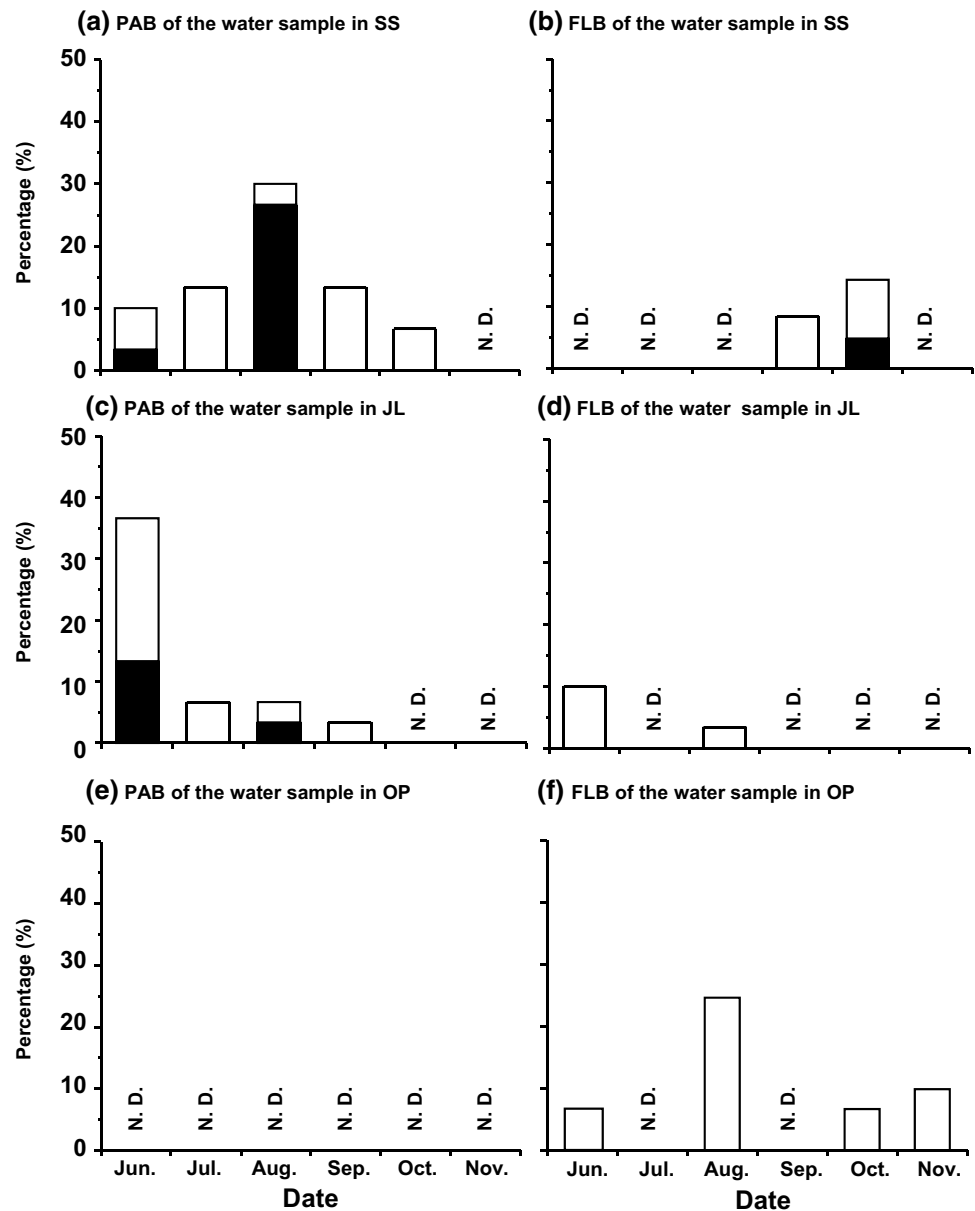 (a) PAB of the water sample in SS
(b) FLB of the water sample in SS
Percentage (%)
50
40
30
20
10
0
N. D.
N. D.
N. D.
N. D.
N. D.
(c) PAB of the water sample in JL
(d) FLB of the water sample in JL
Percentage (%)
50
40
30
20
10
0
N. D.
N. D.
N. D.
N. D.
N. D.
N. D.
(e) PAB of the water sample in OP
(f) FLB of the water sample in OP
Percentage (%)
50
40
30
20
10
0
N. D.
N. D.
N. D.
N. D.
N. D.
N. D.
N. D.
N. D.
Jun. Jul. Aug. Sep. Oct. Nov.
Jun. Jul. Aug. Sep. Oct. Nov.
Date
Date